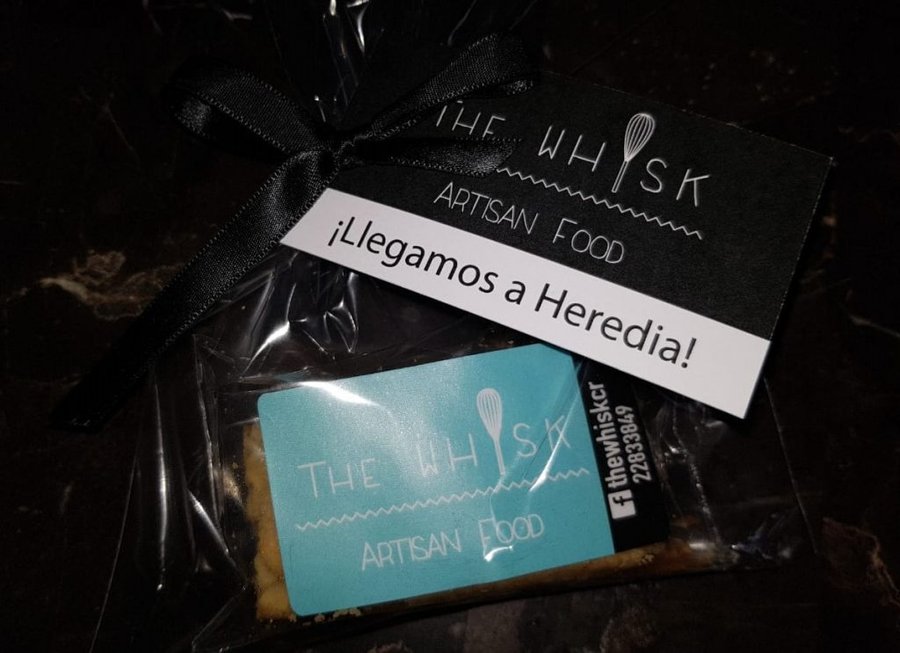 THE WHISK
ARTISAN FOOD
¡Llegamos a Heredia!
THE WHISK
ARTISAN FOOD
thewhiskcr
22833849